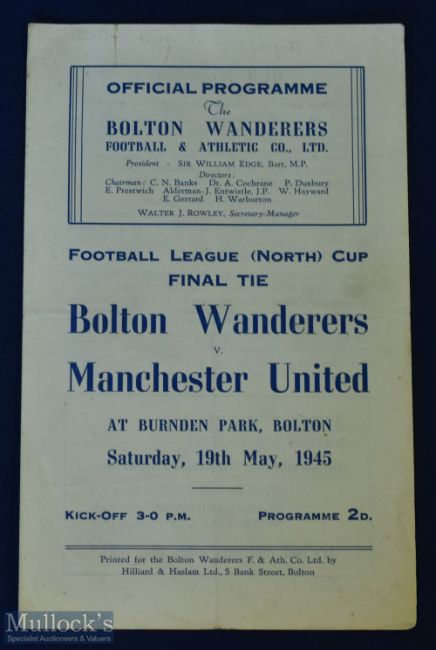 OFFICIAL PROGRAMME
The
BOLTON WANDERERS
FOOTBALL & ATHLETIC CO., LTD.
President - SIR WILLIAM EDGE, Bart, M.P.
Directors:
Chairman: C. N. Banks Dr. A. Cochrane P. Duxbury
E. Prestwich Alderman J. Entwistle, J.P. W. Hayward
E. Gerrard H. Warburton
WALTER J. ROWLEY, Secretary-Manager
FOOTBALL LEAGUE (NORTH) CUP
FINAL TIE
Bolton Wanderers
v.
Manchester United
AT BURNDEN PARK, BOLTON
Saturday, 19th May, 1945
KICK-OFF 3-0 P.M. PROGRAMME 2D.
Printed for the Bolton Wanderers F. & Ath. Co. Ltd. by
Hilliard & Haslam Ltd., 5 Bank Street, Bolton
Mullock's
Specialist Auctioneers & Valuers